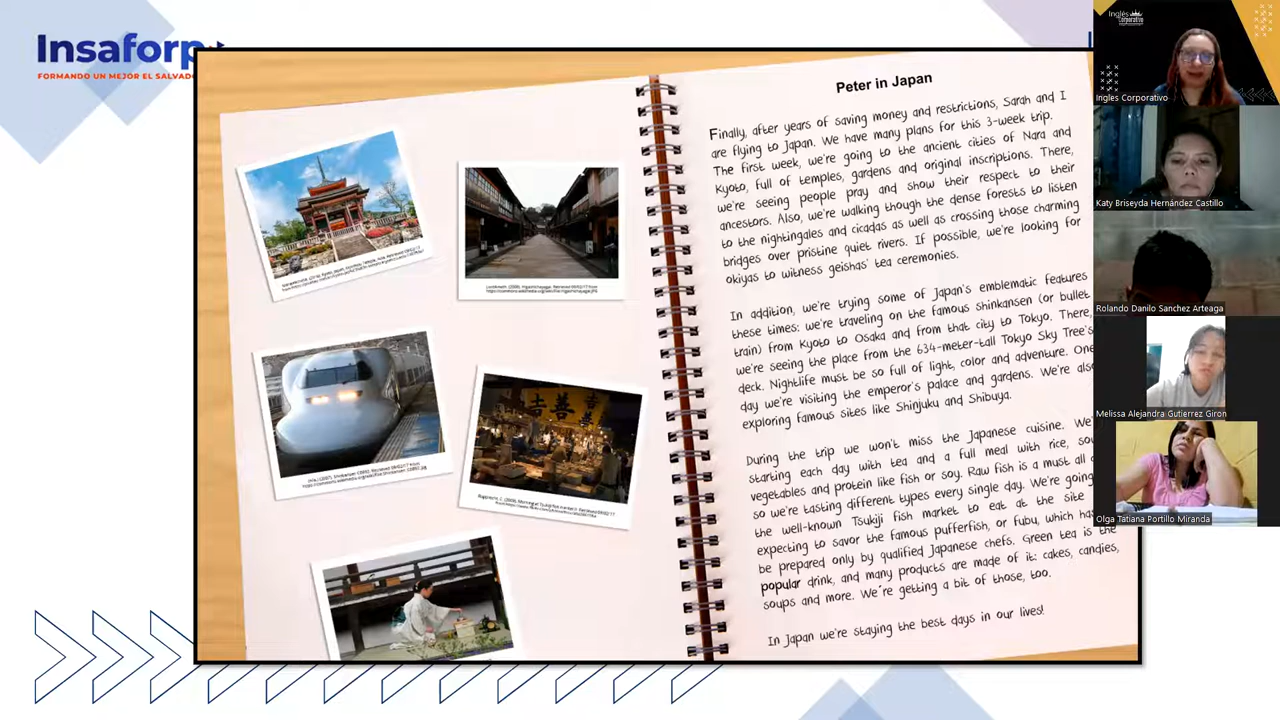 Insaforp
FORMANDO UN MEJOR EL SALVADO
Peter in Japan
Finally, after years of saving money and restrictions, Sarah and I
are flying to Japan. We have many plans for this 3-week trip.
The first week, we're going to the ancient cities of Nara and
Kyoto, full of temples, gardens and original inscriptions. There,
we're seeing people pray and show their respect to their
ancestors. Also, we're walking though the dense forests to listen
to the nightingales and cicadas as well as crossing those charming
bridges over pristine quiet rivers. If possible, we're looking for
okiyas to witness geishas' tea ceremonies.
In addition, we're trying some of Japan's emblematic features
these times: we're traveling on the famous shinkansen (or bullet
train) from Kyoto to Osaka and from that city to Tokyo. There,
we're seeing the place from the 634-meter-tall Tokyo Sky Tree's
deck. Nightlife must be so full of light, color and adventure. One
day we're visiting the emperor's palace and gardens. We're also
exploring famous sites like Shinjuku and Shibuya.
During the trip we won't miss the Japanese cuisine. We'
starting each day with tea and a full meal with rice, sou
vegetables and protein like fish or soy. Raw fish is a must all
so we're tasting different types every single day. We're going
the well-known Tsukiji fish market to eat at the site
expecting to savor the famous pufferfish, or fubu, which has
be prepared only by qualified Japanese chefs. Green tea is the
popular drink, and many products are made of it: cakes, candies,
soups and more. We're getting a bit of those, too.
In Japan we're staying the best days in our lives!
吉 善 吉
Inglés
Corporativo
Ingles Corporativo
Katy Briseyda Hernández Castillo
Rolando Danilo Sanchez Arteaga
Melissa Alejandra Gutierrez Giron
Olga Tatiana Portillo Miranda